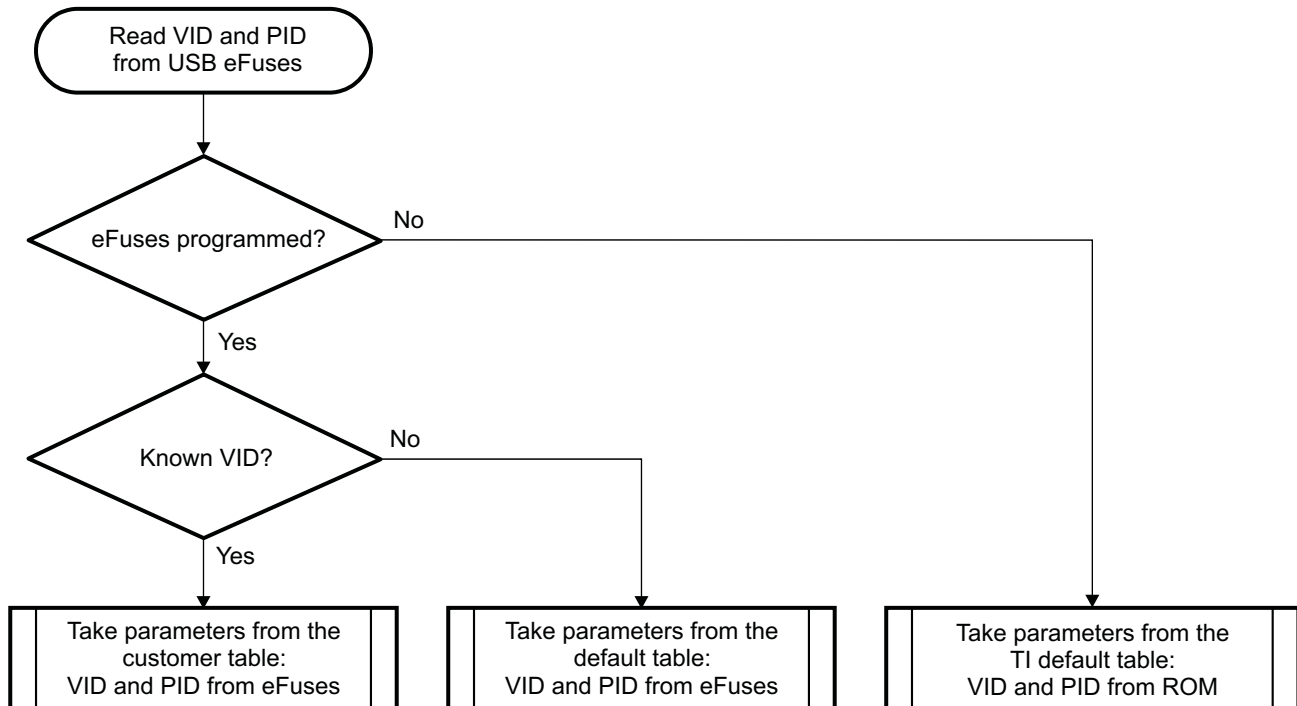 Read VID and PID
from USB eFuses
eFuses programmed?
No
Yes
Known VID?
No
Yes
Take parameters from the
customer table:
VID and PID from eFuses
Take parameters from the
default table:
VID and PID from eFuses
Take parameters from the
TI default table:
VID and PID from ROM